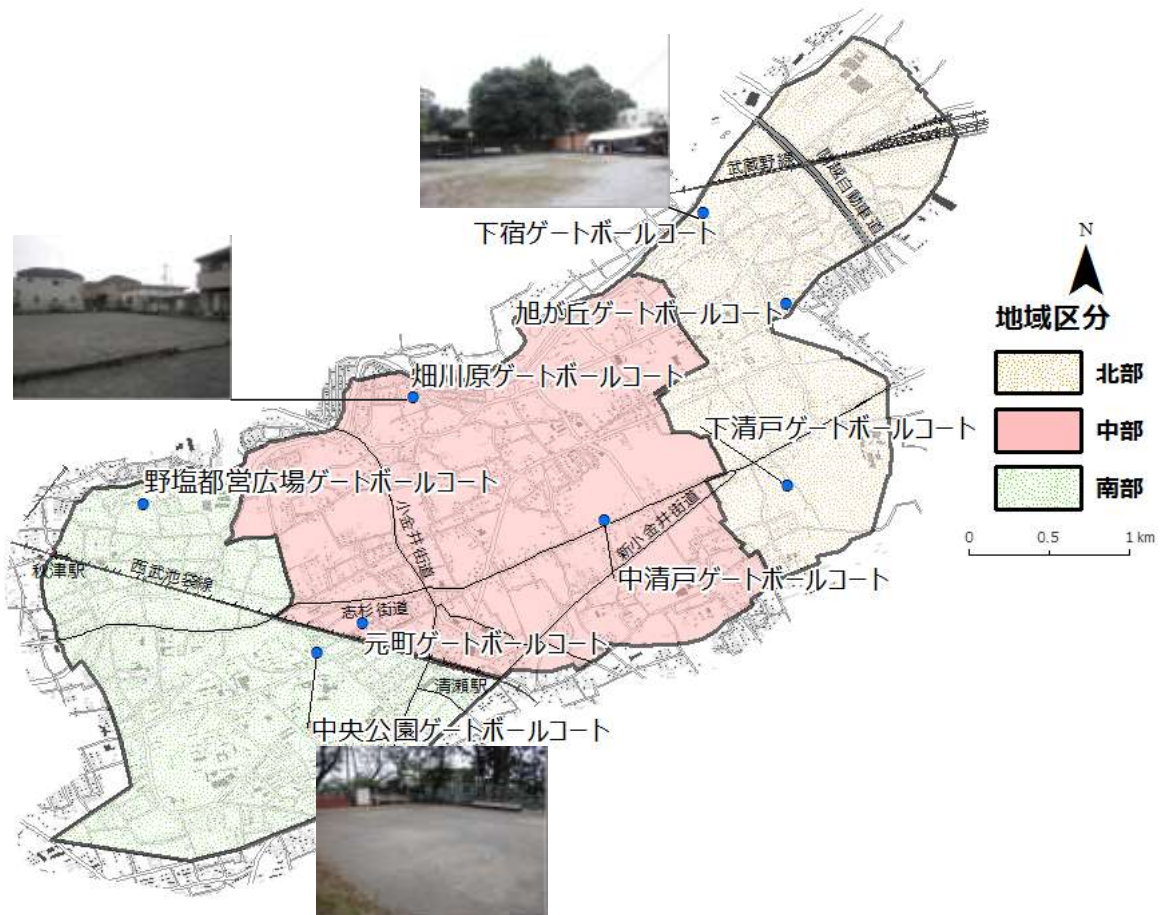 武蔵野線
関越自動車道
下宿ゲートボールコート
N
旭が丘ゲートボールコート
地域区分
北部
畑川原ゲートボールコート
下清戸ゲートボールコート
中部
野塩都営広場ゲートボールコート
南部
小金井街道
新小金井街道
0 0.5 1 km
秋津駅
西武池袋線
中清戸ゲートボールコート
志杉街道
元町ゲートボールコート
清瀬駅
中央公園ゲートボールコート